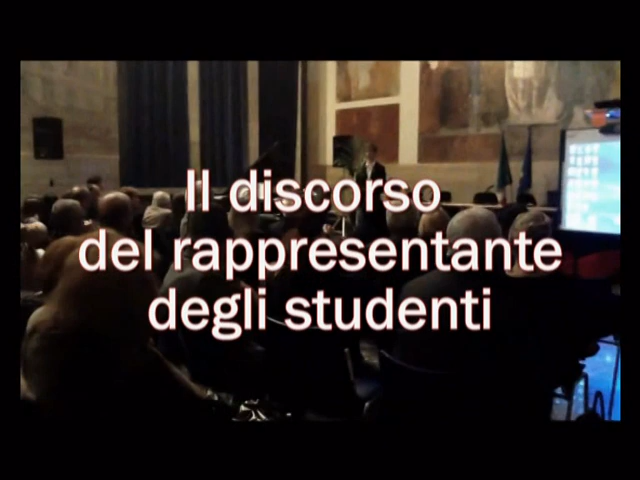 Il discorso
del rappresentante
degli studenti